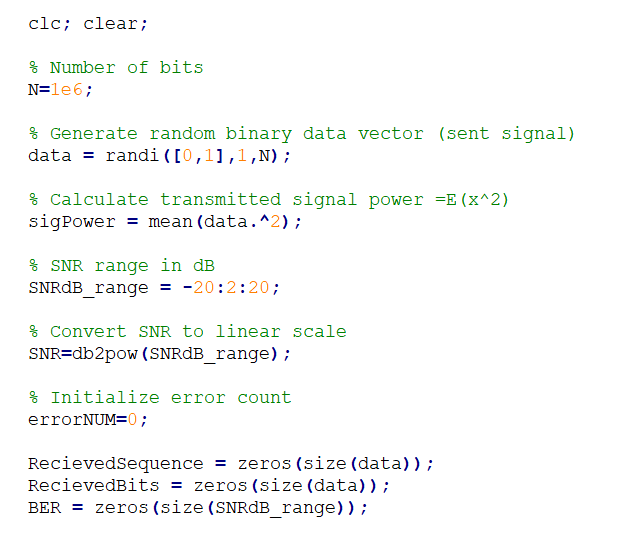 clc; clear;
% Number of bits
N=1e6;
% Generate random binary data vector (sent signal)
data = randi([0,1],1,N);
% Calculate transmitted signal power =E(x^2)
sigPower = mean(data.^2);
% SNR range in dB
SNRdB_range = -20:2:20;
% Convert SNR to linear scale
SNR=db2pow(SNRdB_range);
% Initialize error count
errorNUM=0;
RecievedSequence = zeros(size(data));
RecievedBits = zeros(size(data));
BER = zeros(size(SNRdB_range));